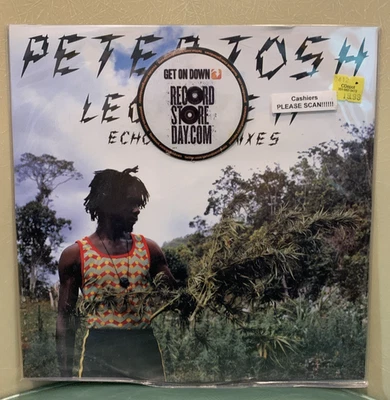 PETER TOSH
GET ON DOWN
RECORD
STORE
DAY.COM
Cashiers
PLEASE SCAN!!!!!!